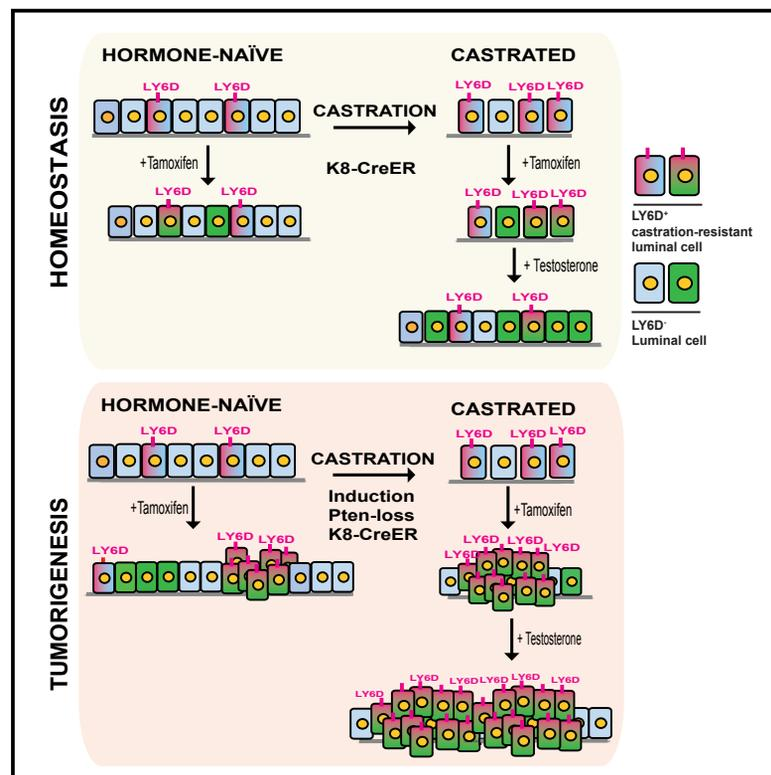 HOMEOSTASIS
HORMONE-NAÏVE
CASTRATED
LY6D LY6D
CASTRATION
LY6D LY6D LY6D
+Tamoxifen
K8-CreER
+Tamoxifen
LY6D LY6D
LY6D LY6D LY6D
+ Testosterone
LY6D LY6D
LY6D+
castration-resistant
luminal cell
LY6D-
Luminal cell
TUMORIGENESIS
HORMONE-NAÏVE
CASTRATED
LY6D LY6D
CASTRATION
LY6D LY6D LY6D
Induction
Pten-loss
K8-CreER
+Tamoxifen
+Tamoxifen
LY6D LY6D LY6D LY6D
LY6D LY6D LY6D LY6D
+ Testosterone
LY6D LY6D LY6D LY6D LY6D LY6D LY6D